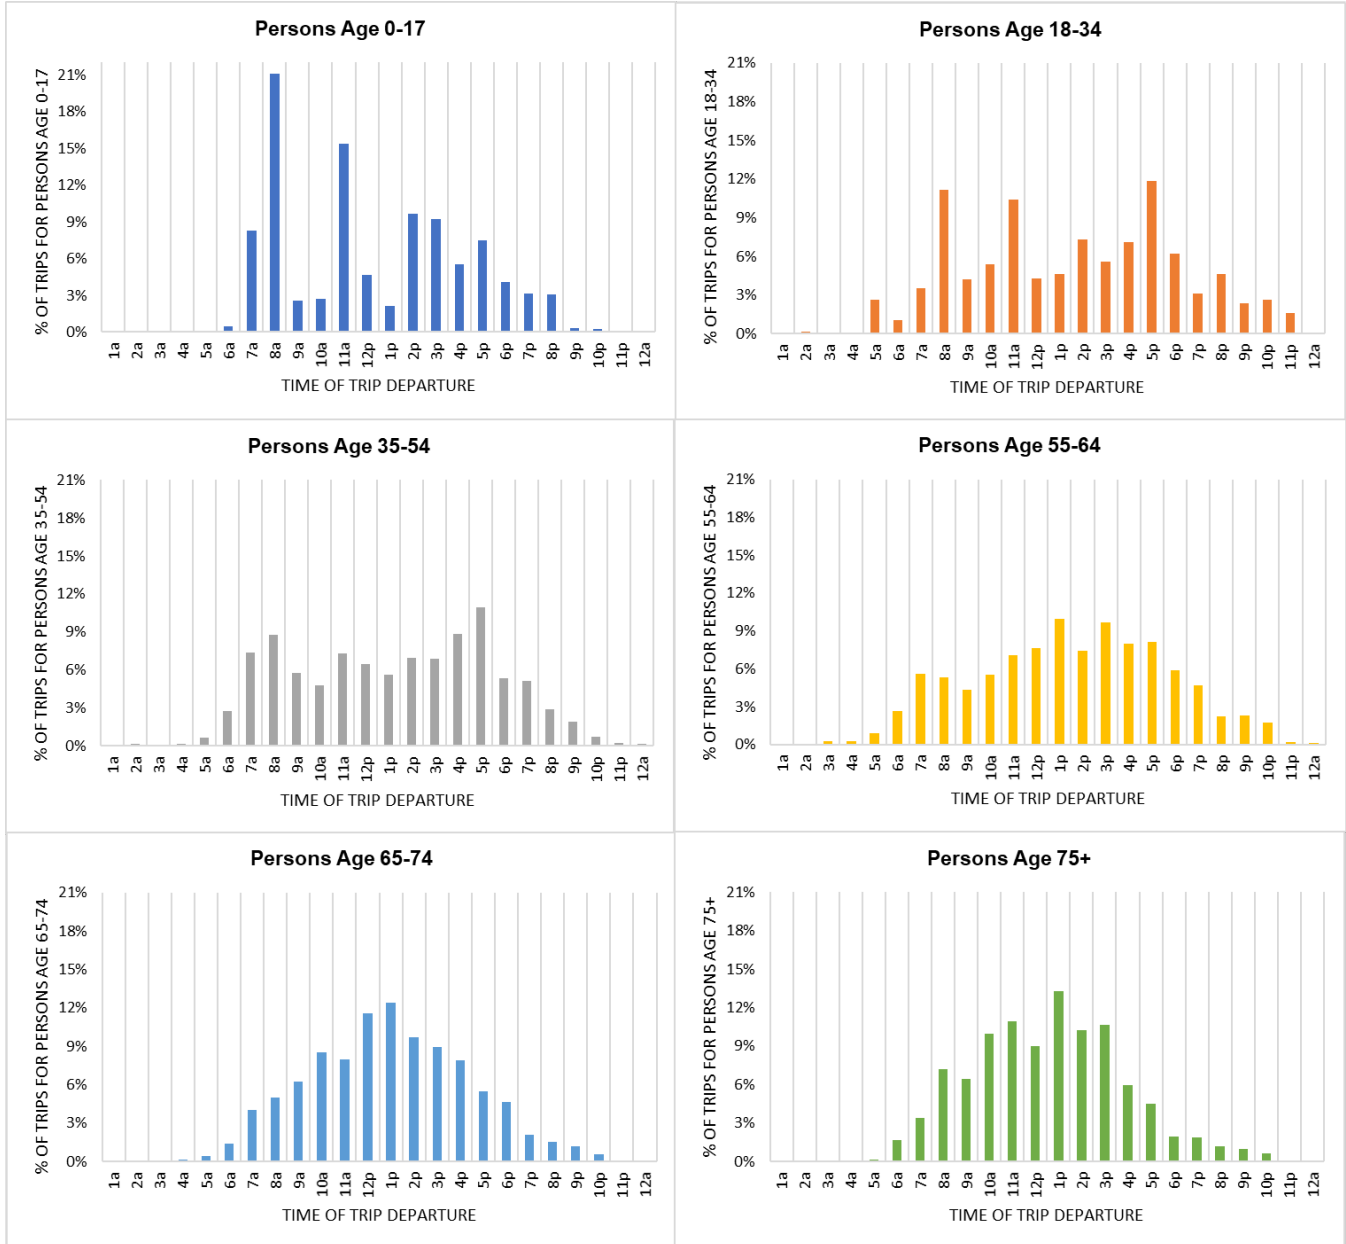 Persons Age 0-17
% OF TRIPS FOR PERSONS AGE 0-17
21%
18%
15%
12%
9%
6%
3%
0%
1a 2a 3a 4a 5a 6a 7a 8a 9a 10a 11a 12p 1p 2p 3p 4p 5p 6p 7p 8p 9p 10p 11p 12a
TIME OF TRIP DEPARTURE
Persons Age 18-34
% OF TRIPS FOR PERSONS AGE 18-34
21%
18%
15%
12%
9%
6%
3%
0%
1a 2a 3a 4a 5a 6a 7a 8a 9a 10a 11a 12p 1p 2p 3p 4p 5p 6p 7p 8p 9p 10p 11p 12a
TIME OF TRIP DEPARTURE
Persons Age 35-54
% OF TRIPS FOR PERSONS AGE 35-54
21%
18%
15%
12%
9%
6%
3%
0%
1a 2a 3a 4a 5a 6a 7a 8a 9a 10a 11a 12p 1p 2p 3p 4p 5p 6p 7p 8p 9p 10p 11p 12a
TIME OF TRIP DEPARTURE
Persons Age 55-64
% OF TRIPS FOR PERSONS AGE 55-64
21%
18%
15%
12%
9%
6%
3%
0%
1a 2a 3a 4a 5a 6a 7a 8a 9a 10a 11a 12p 1p 2p 3p 4p 5p 6p 7p 8p 9p 10p 11p 12a
TIME OF TRIP DEPARTURE
Persons Age 65-74
% OF TRIPS FOR PERSONS AGE 65-74
21%
18%
15%
12%
9%
6%
3%
0%
1a 2a 3a 4a 5a 6a 7a 8a 9a 10a 11a 12p 1p 2p 3p 4p 5p 6p 7p 8p 9p 10p 11p 12a
TIME OF TRIP DEPARTURE
Persons Age 75+
% OF TRIPS FOR PERSONS AGE 75+
21%
18%
15%
12%
9%
6%
3%
0%
1a 2a 3a 4a 5a 6a 7a 8a 9a 10a 11a 12p 1p 2p 3p 4p 5p 6p 7p 8p 9p 10p 11p 12a
TIME OF TRIP DEPARTURE